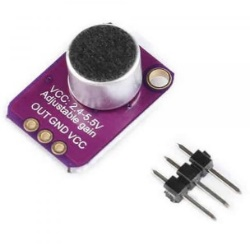 VCC: 2.4-5.5V
Adjustable gain
OUT GND VCC